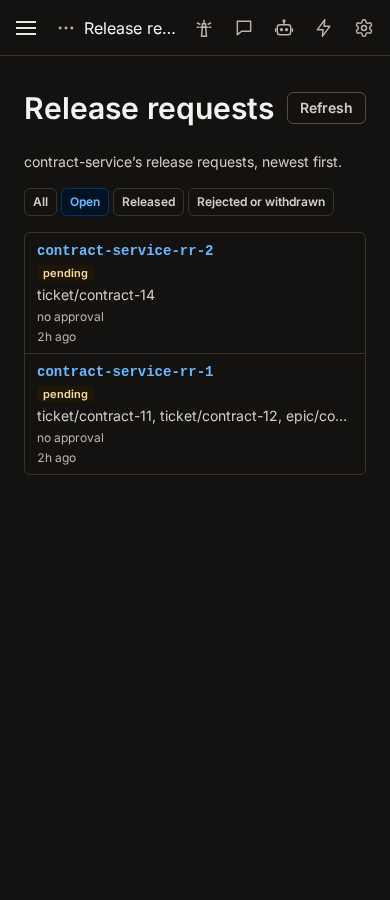 Release re...
Release requests
Refresh
contract-service's release requests, newest first.
All
Open
Released
Rejected or withdrawn
contract-service-rr-2
pending
ticket/contract-14
no approval
2h ago
contract-service-rr-1
pending
ticket/contract-11, ticket/contract-12, epic/co...
no approval
2h ago